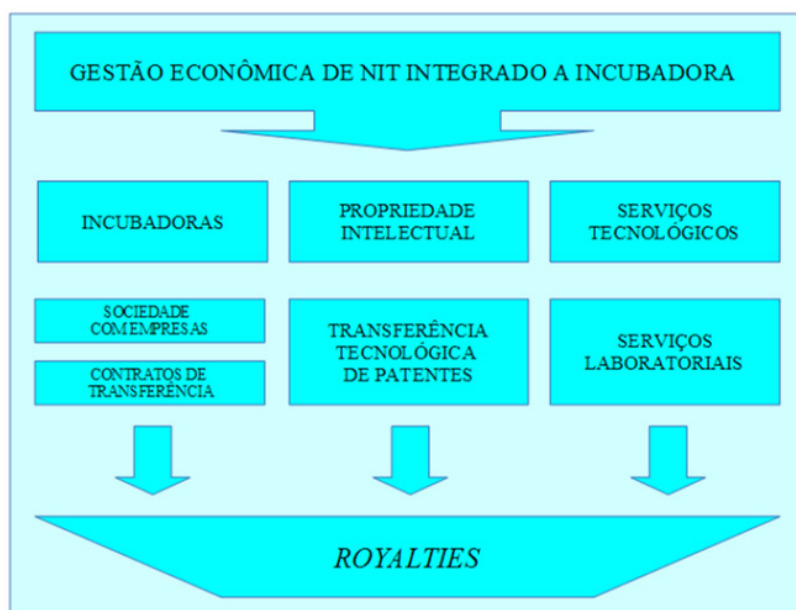 GESTÃO ECONÔMICA DE NIT INTEGRADO A INCUBADORA
INCUBADORAS
PROPRIEDADE
INTELECTUAL
SERVIÇOS
TECNOLÓGICOS
SOCIEDADE
COM EMPRESAS
CONTRATOS DE
TRANSFERÊNCIA
TRANSFERÊNCIA
TECNOLÓGICA
DE PATENTES
SERVIÇOS
LABORATORIAIS
ROYALTIES